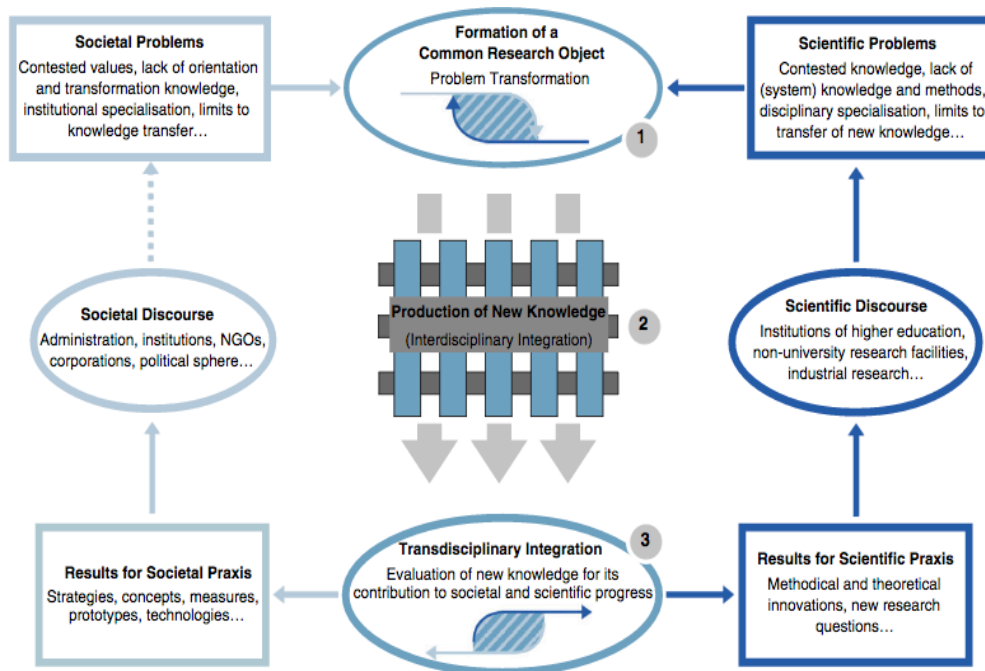 Societal Problems
Contested values, lack of orientation
and transformation knowledge,
institutional specialisation, limits to
knowledge transfer…
Formation of a
Common Research Object
Problem Transformation
1
Scientific Problems
Contested knowledge, lack of
(system) knowledge and methods,
disciplinary specialisation, limits to
transfer of new knowledge…
Societal Discourse
Administration, institutions, NGOs,
corporations, political sphere…
Production of New Knowledge
(Interdisciplinary Integration)
2
Scientific Discourse
Institutions of higher education,
non-university research facilities,
industrial research…
Results for Societal Praxis
Strategies, concepts, measures,
prototypes, technologies…
3
Transdisciplinary Integration
Evaluation of new knowledge for its
contribution to societal and scientific progress
Results for Scientific Praxis
Methodical and theoretical
innovations, new research
questions…